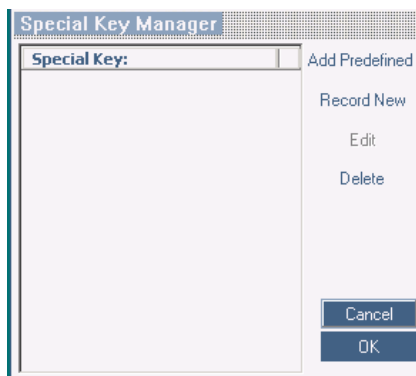 Special Key Manager
Special Key:
Add Predefined
Record New
Edit
Delete
Cancel
OK